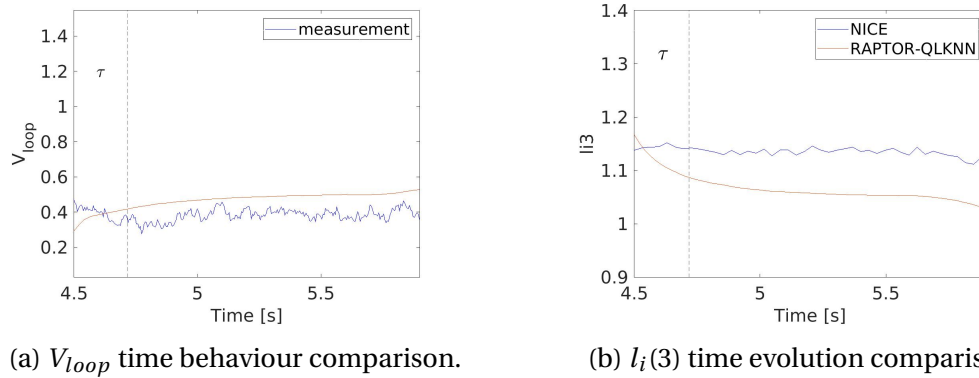 1.4
1.2
1
0.8
0.6
0.4
0.2
V_loop
τ
measurement
4.5
5
5.5
Time [s]
1.4
1.3
1.2
1.1
1
0.9
li3
τ
NICE
RAPTOR-QLKNN
4.5
5
5.5
Time [s]
(a) V_loop time behaviour comparison.
(b) l_i(3) time evolution comparis